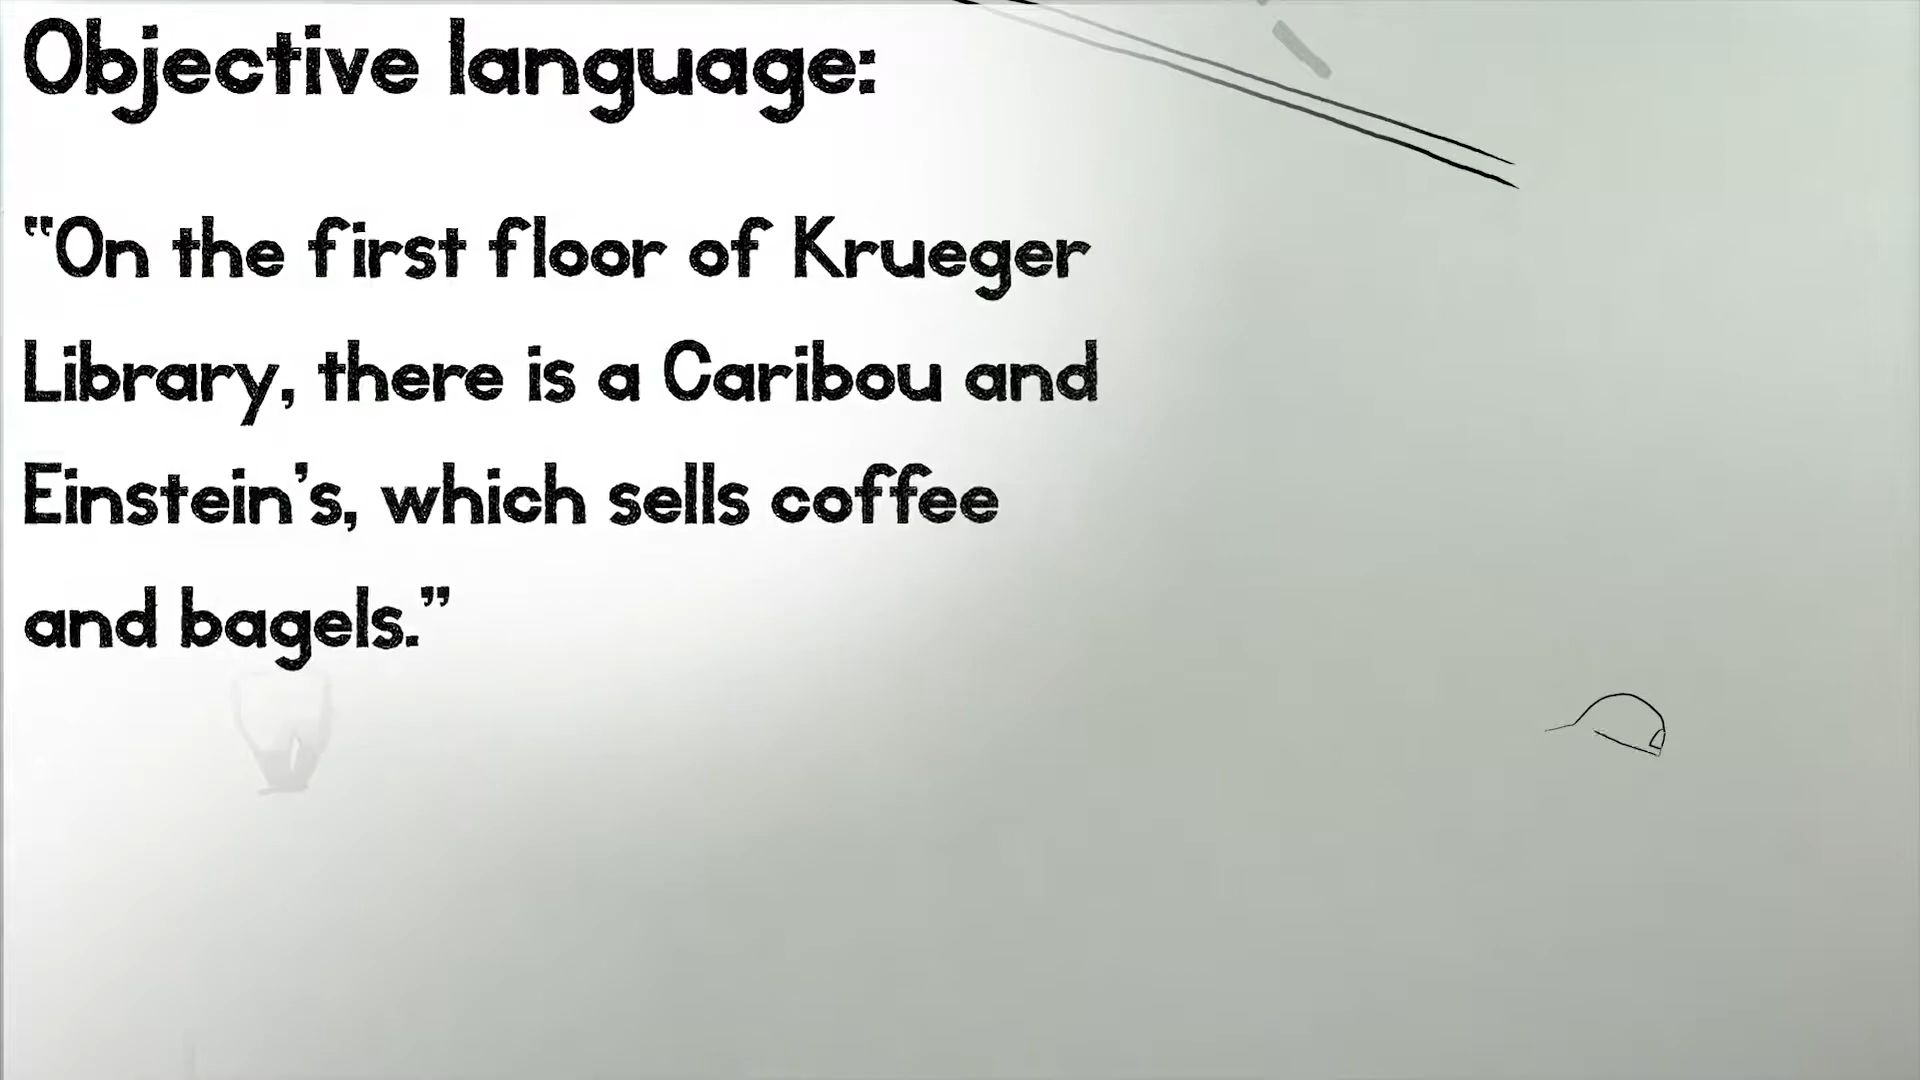 Objective language:
“On the first floor of Krueger
Library, there is a Caribou and
Einstein’s, which sells coffee
and bagels.”